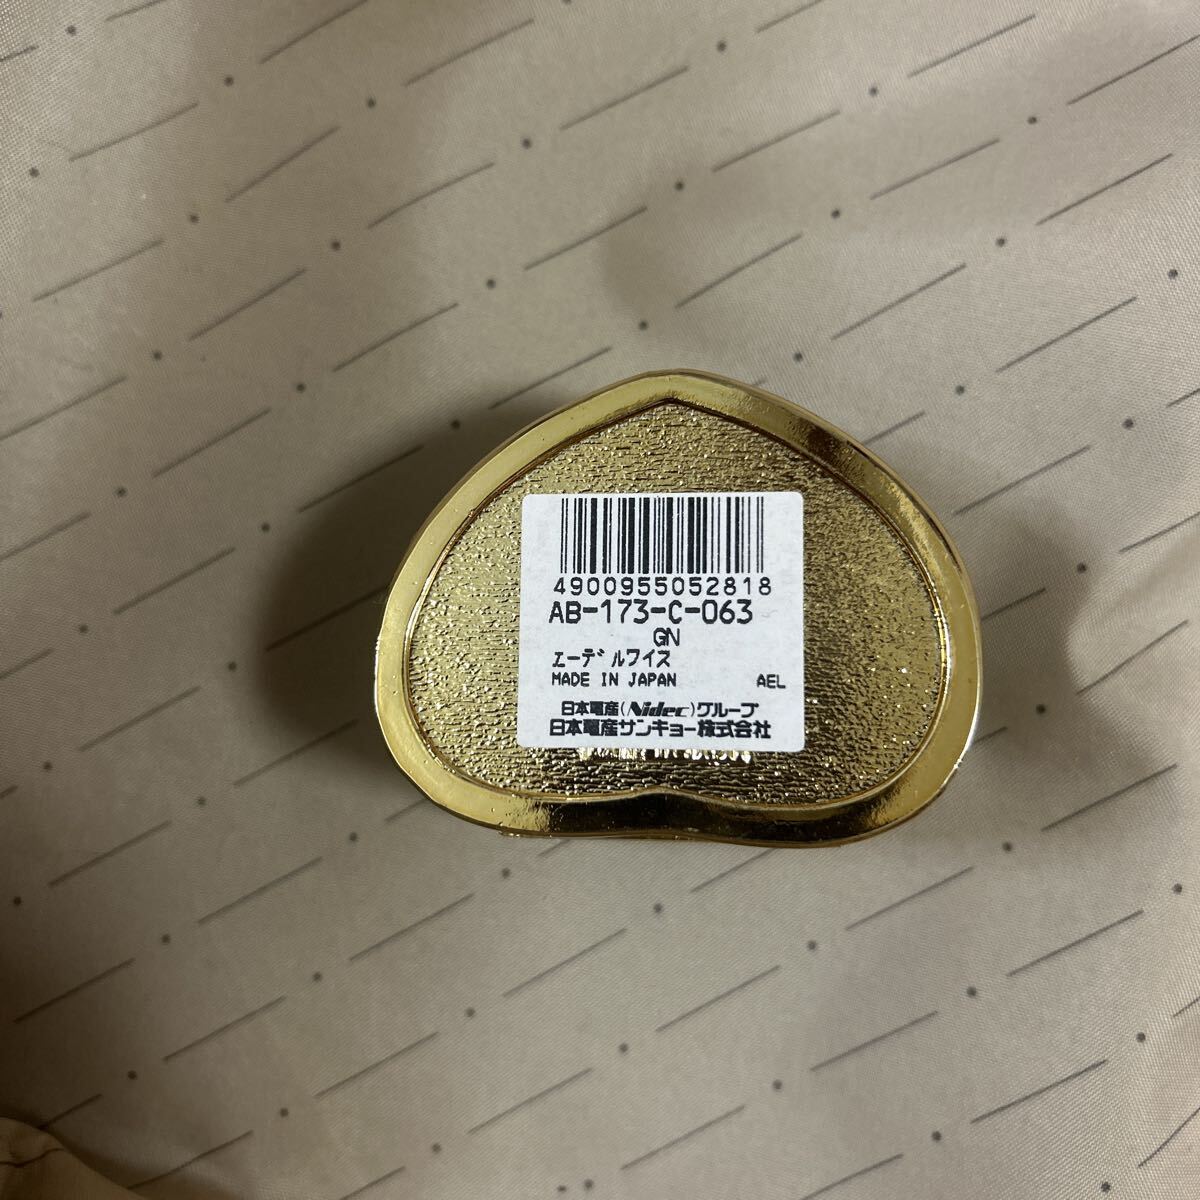 4900955052818
AB-173-C-063
GN
エーデルワイス
MADE IN JAPAN AEL
日本電産(Nidec)グループ
日本電産サンキョー株式会社